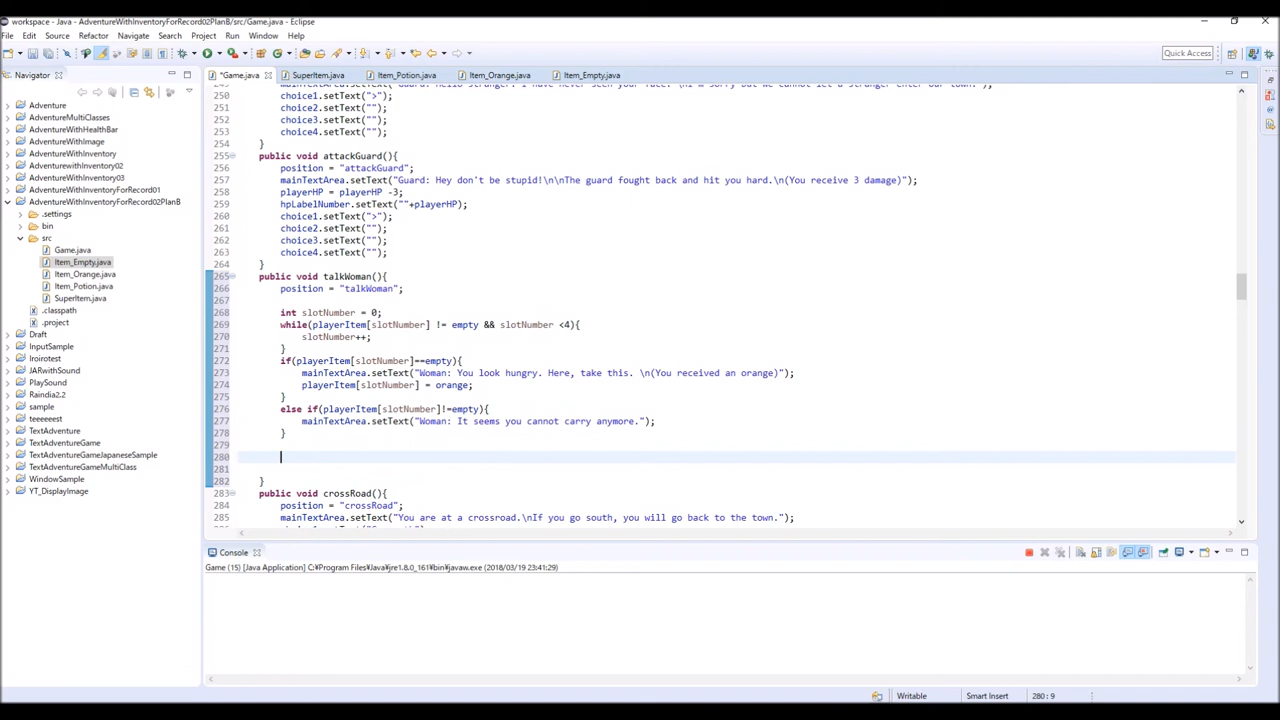 workspace - Java - AdventureWithInventoryForRecord02PlanB/src/Game.java - Eclipse
File Edit Source Refactor Navigate Search Project Run Window Help
Quick Access
Navigator
*Game.java SuperItem.java Item_Potion.java Item_Orange.java Item_Empty.java
Adventure
AdventureMultiClasses
AdventureWithHealthBar
AdventureWithImage
AdventureWithInventory
AdventurewithInventory02
AdventureWithInventory03
AdventureWithInventoryForRecord01
AdventureWithInventoryForRecord02PlanB
.settings
bin
src
Game.java
Item_Empty.java
Item_Orange.java
Item_Potion.java
SuperItem.java
.classpath
.project
Draft
InputSample
Iroirotest
JARwithSound
PlaySound
Raindia2.2
sample
teeeeeest
TextAdventure
TextAdventureGame
TextAdventureGameJapaneseSample
TextAdventureGameMultiClass
WindowSample
YT_DisplayImage
250 choice1.setText(">");
251 choice2.setText("");
252 choice3.setText("");
253 choice4.setText("");
254 }
255 public void attackGuard(){
256 position = "attackGuard";
257 mainTextArea.setText("Guard: Hey don't be stupid!\n\nThe guard fought back and hit you hard.\n(You receive 3 damage)");
258 playerHP = playerHP -3;
259 hpLabelNumber.setText(""+playerHP);
260 choice1.setText(">");
261 choice2.setText("");
262 choice3.setText("");
263 choice4.setText("");
264 }
265 public void talkWoman(){
266 position = "talkWoman";
267
268 int slotNumber = 0;
269 while(playerItem[slotNumber] != empty && slotNumber <4){
270 slotNumber++;
271 }
272 if(playerItem[slotNumber]==empty){
273 mainTextArea.setText("Woman: You look hungry. Here, take this. \n(You received an orange)");
274 playerItem[slotNumber] = orange;
275 }
276 else if(playerItem[slotNumber]!=empty){
277 mainTextArea.setText("Woman: It seems you cannot carry anymore.");
278 }
279
280
281
282 }
283 public void crossRoad(){
284 position = "crossRoad";
285 mainTextArea.setText("You are at a crossroad.\nIf you go south, you will go back to the town.");
Console
Game (15) [Java Application] C:¥Program Files¥Java¥jre1.8.0_161¥bin¥javaw.exe (2018/03/19 23:41:29)
Writable Smart Insert 280 : 9